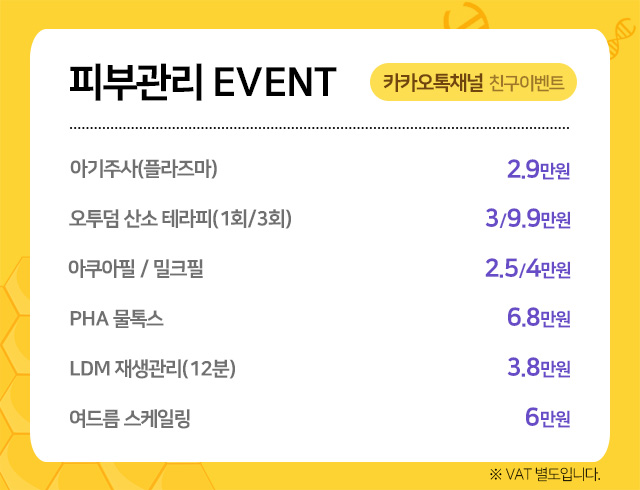 피부관리 EVENT 카카오톡채널 친구이벤트
아기주사(플라즈마) 2.9만원
오투덤 산소 테라피(1회/3회) 3/9.9만원
아쿠아필 / 밀크필 2.5/4만원
PHA 물톡스 6.8만원
LDM 재생관리(12분) 3.8만원
여드름 스케일링 6만원
※ VAT 별도입니다.